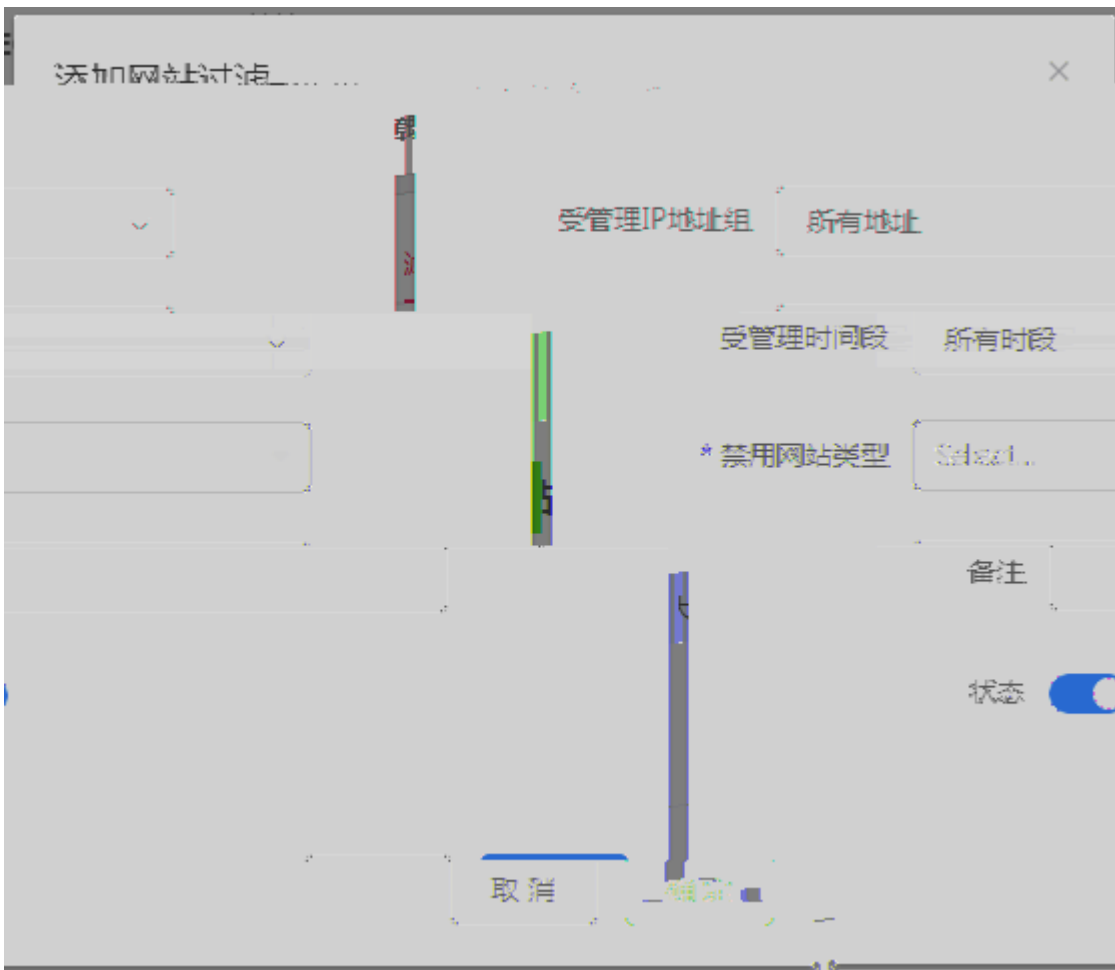 添加网站过滤
受管理IP地址组 所有地址
受管理时间段 所有时段
* 禁用网站类型 Select...
备注
状态
取消